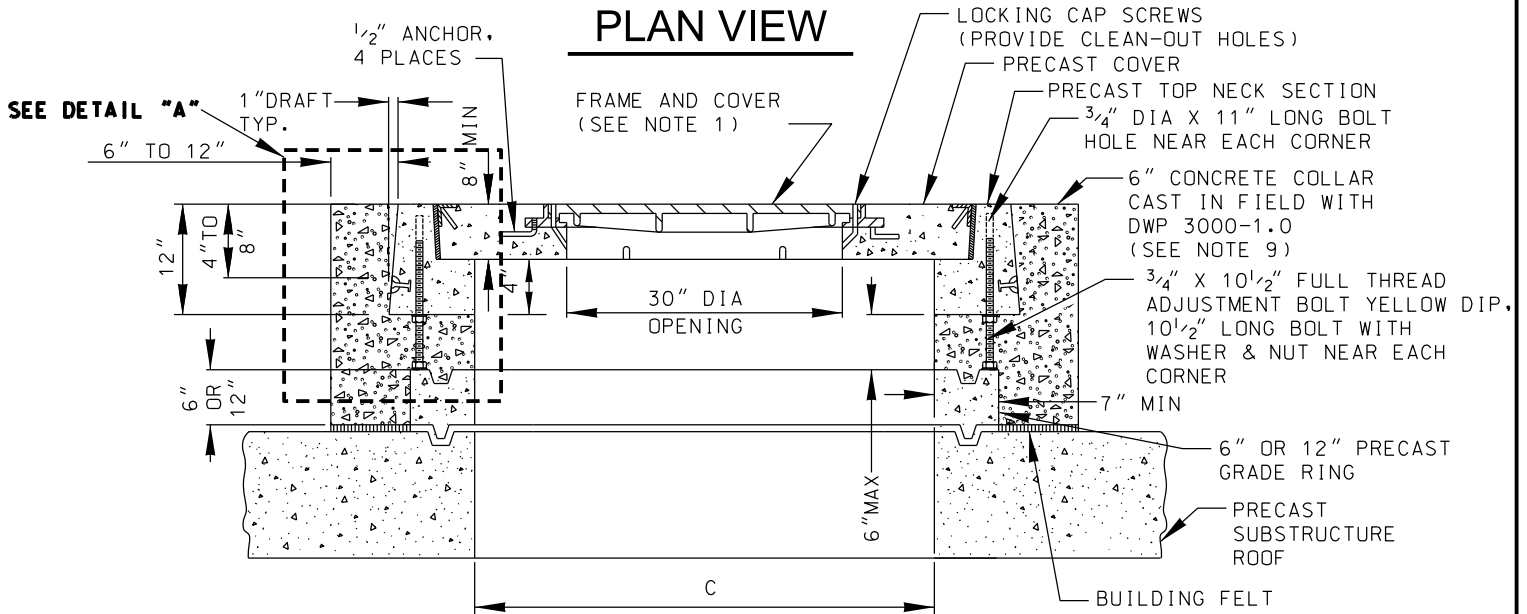 PLAN VIEW
LOCKING CAP SCREWS
(PROVIDE CLEAN-OUT HOLES)
1/2" ANCHOR,
4 PLACES
PRECAST COVER
SEE DETAIL "A"
1"DRAFT
TYP.
8" MIN
FRAME AND COVER
(SEE NOTE 1)
PRECAST TOP NECK SECTION
3/4" DIA X 11" LONG BOLT
HOLE NEAR EACH CORNER
6" TO 12"
6" CONCRETE COLLAR
CAST IN FIELD WITH
DWP 3000-1.0
(SEE NOTE 9)
12"
4"TO
8"
4"
30" DIA
OPENING
3/4" X 10 1/2" FULL THREAD
ADJUSTMENT BOLT YELLOW DIP,
10 1/2" LONG BOLT WITH
WASHER & NUT NEAR EACH
CORNER
6"
OR
12"
7" MIN
6" OR 12" PRECAST
GRADE RING
6"MAX
PRECAST
SUBSTRUCTURE
ROOF
C
BUILDING FELT